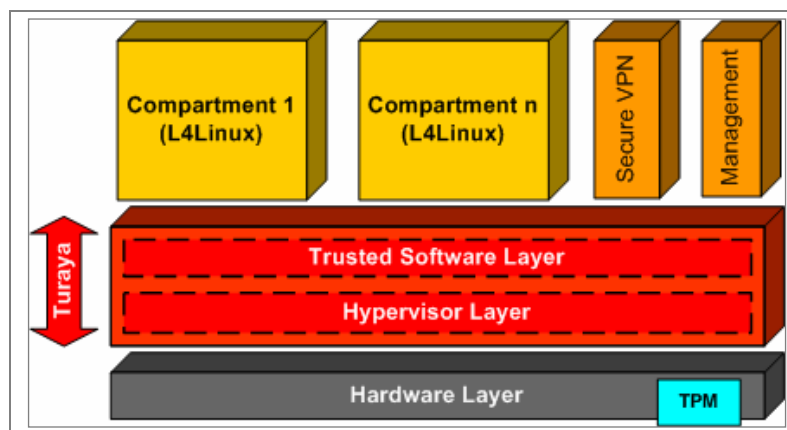 Compartment 1
(L4Linux)
Compartment n
(L4Linux)
Secure VPN
Management
Turaya
Trusted Software Layer
Hypervisor Layer
Hardware Layer
TPM